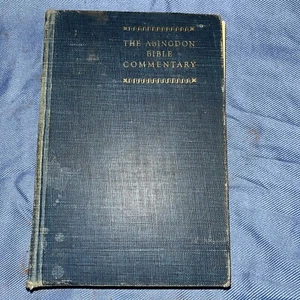 THE ABINGDON
BIBLE
COMMENTARY